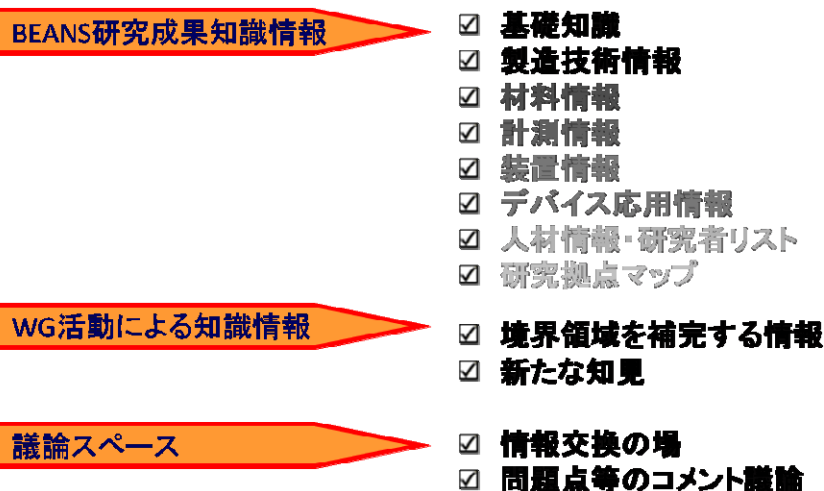 BEANS研究成果知識情報
☑ 基礎知識
☑ 製造技術情報
☑ 材料情報
☑ 計測情報
☑ 装置情報
☑ デバイス応用情報
☑ 人材情報・研究者リスト
☑ 研究拠点マップ
WG活動による知識情報
☑ 境界領域を補完する情報
☑ 新たな知見
議論スペース
☑ 情報交換の場
☑ 問題点等のコメント議論